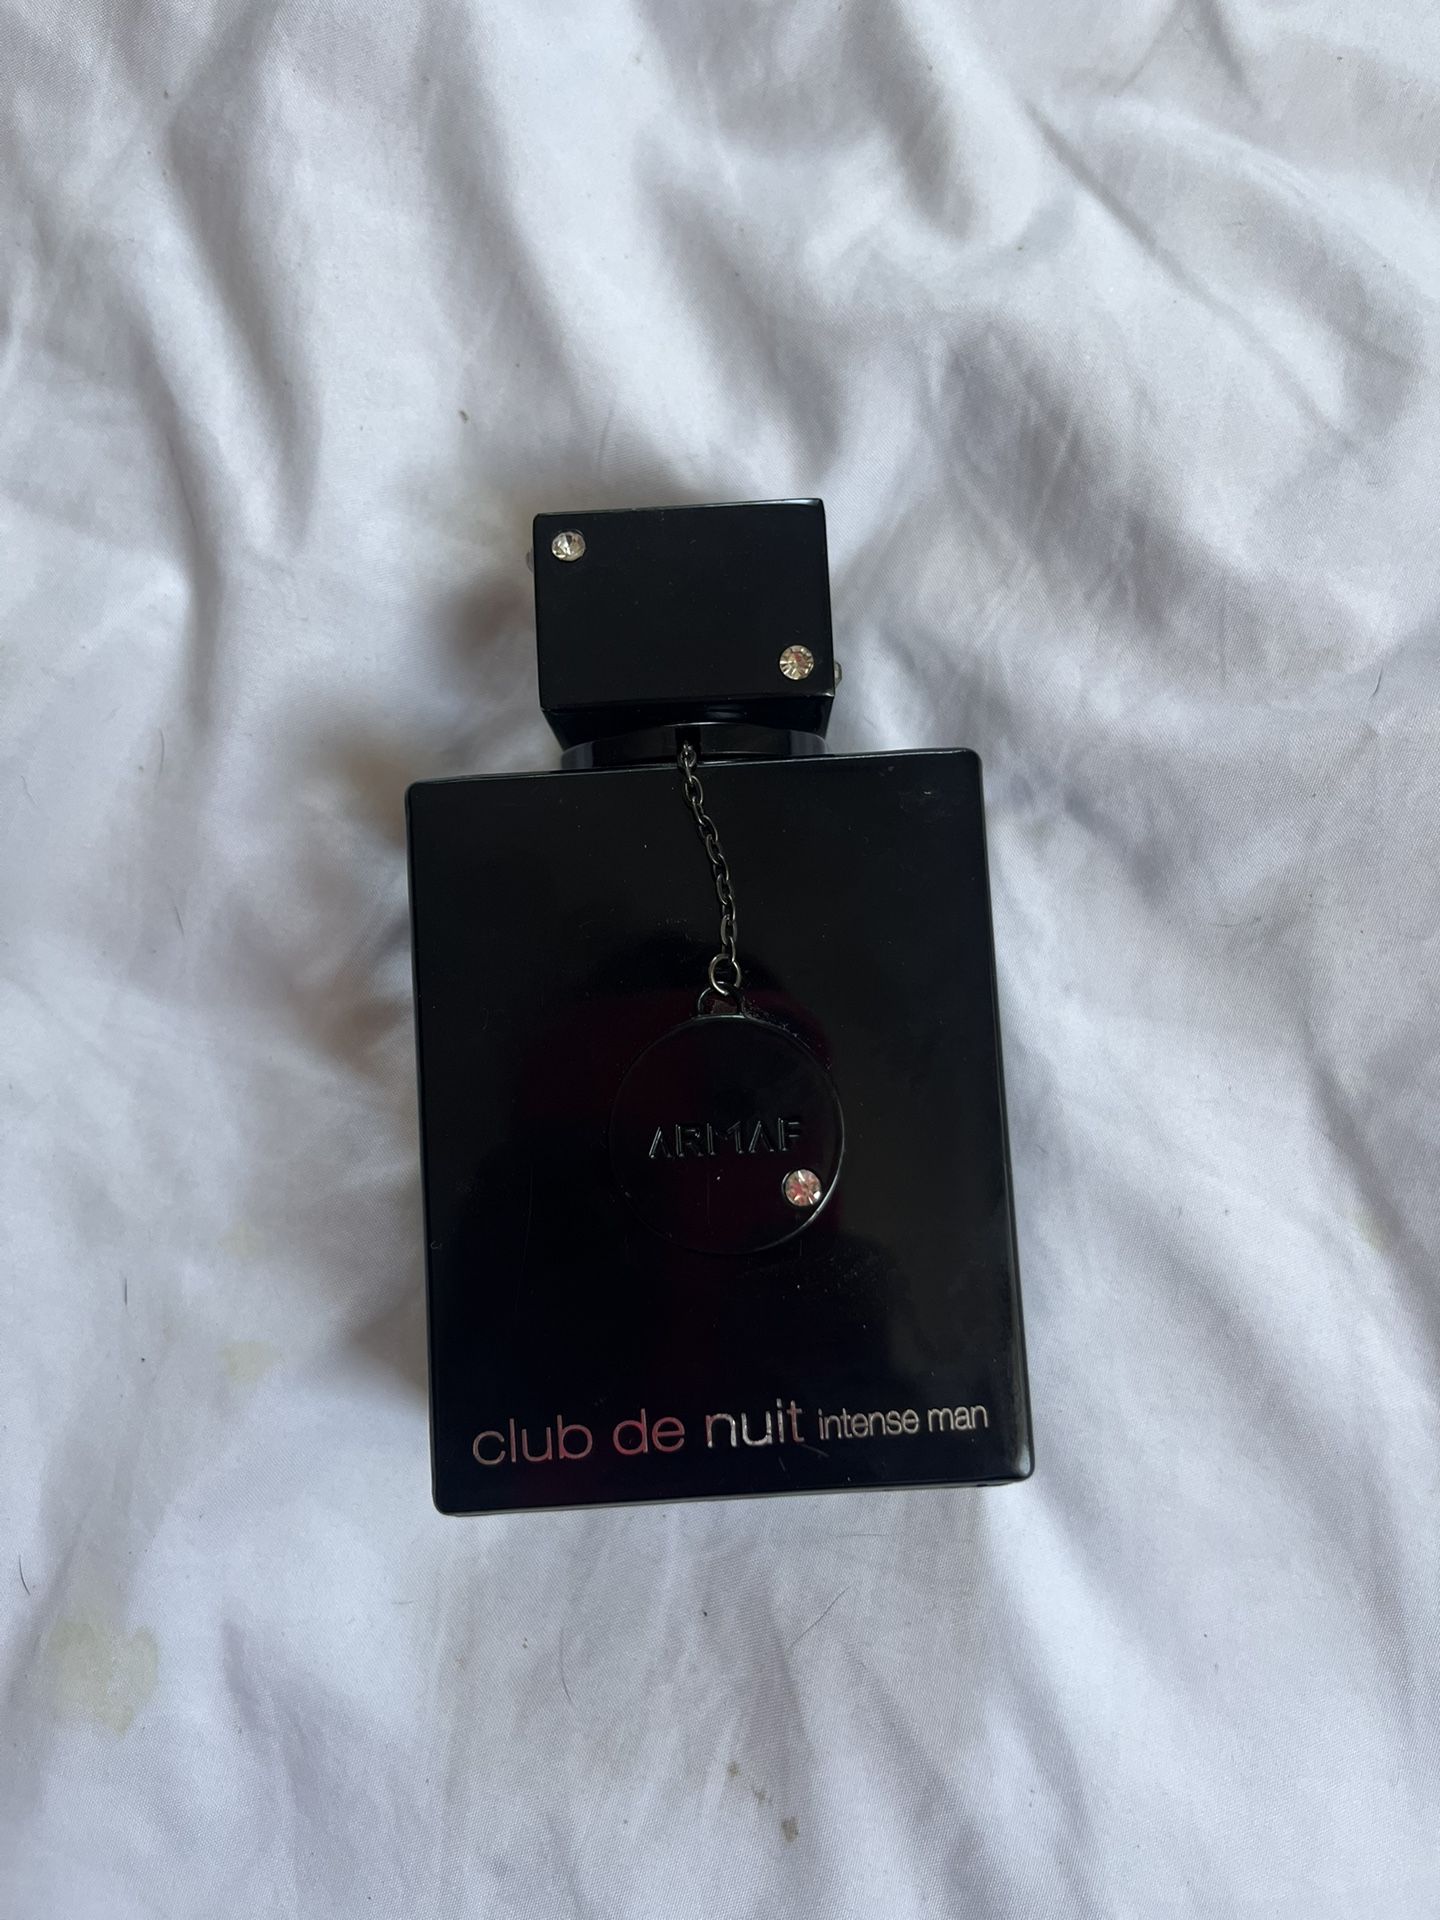 ARMAF
club de nuit intense man